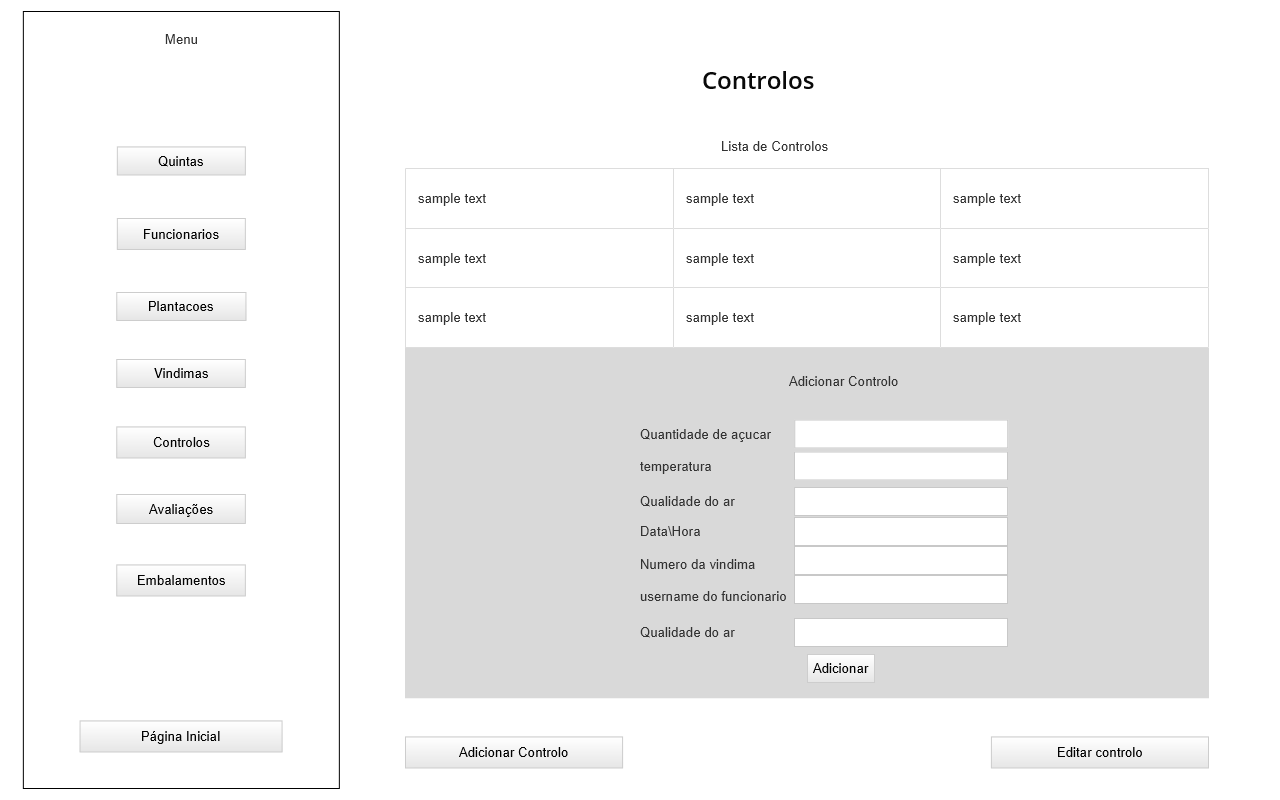 Menu
Quintas
Funcionarios
Plantacoes
Vindimas
Controlos
Avaliações
Embalamentos
Página Inicial
Controlos
Lista de Controlos
sample text sample text sample text
sample text sample text sample text
sample text sample text sample text
Adicionar Controlo
Quantidade de açucar
temperatura
Qualidade do ar
Data\Hora
Numero da vindima
username do funcionario
Qualidade do ar
Adicionar
Adicionar Controlo Editar controlo